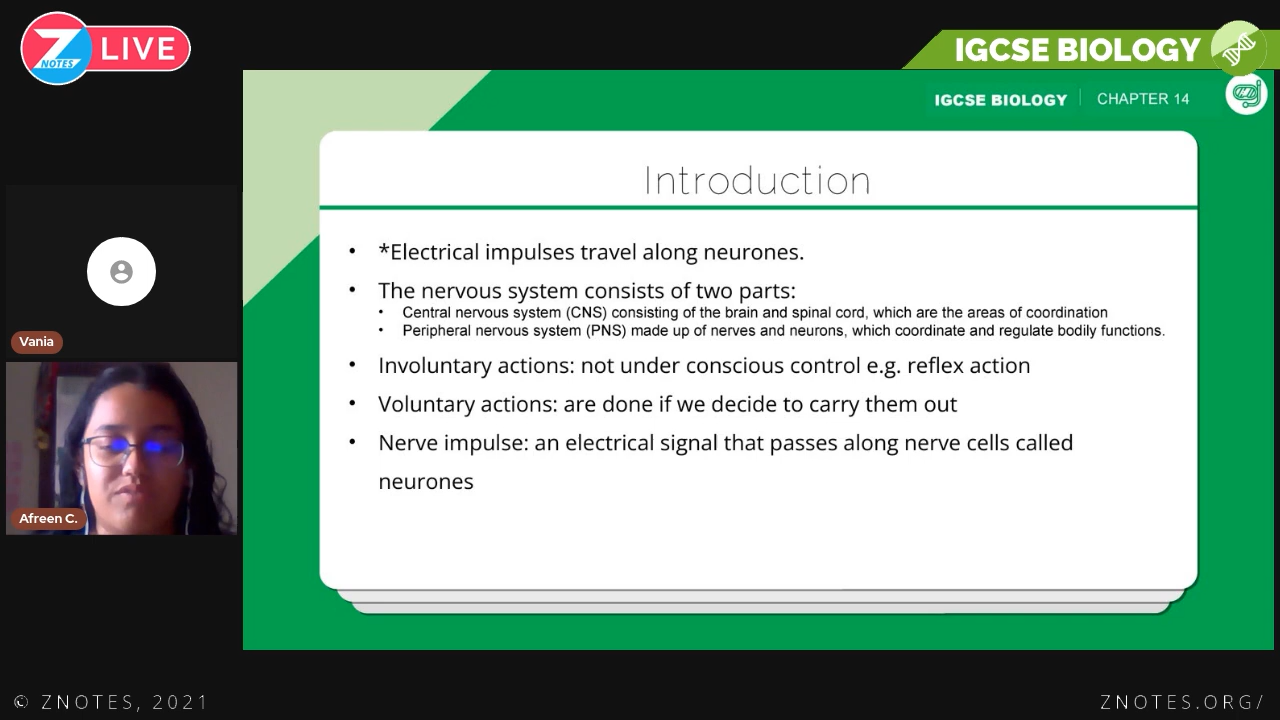 Z
NOTES
LIVE
IGCSE BIOLOGY
IGCSE BIOLOGY | CHAPTER 14
Introduction
• *Electrical impulses travel along neurones.
• The nervous system consists of two parts:
• Central nervous system (CNS) consisting of the brain and spinal cord, which are the areas of coordination
• Peripheral nervous system (PNS) made up of nerves and neurons, which coordinate and regulate bodily functions.
• Involuntary actions: not under conscious control e.g. reflex action
• Voluntary actions: are done if we decide to carry them out
• Nerve impulse: an electrical signal that passes along nerve cells called
neurones
Vania
Afreen C.
© ZNOTES, 2021
ZNOTES.ORG/